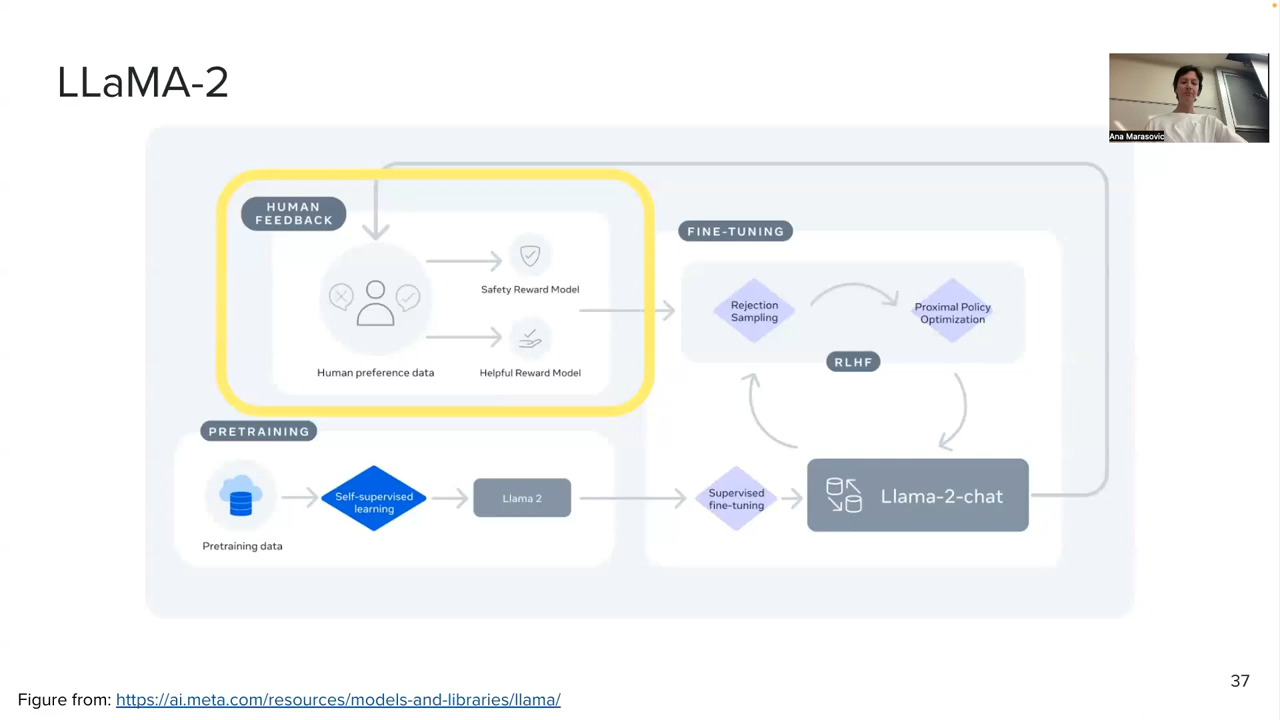 LLaMA-2
Ana Marasovic
HUMAN
FEEDBACK
Safety Reward Model
Human preference data
Helpful Reward Model
FINE-TUNING
Rejection
Sampling
Proximal Policy
Optimization
RLHF
PRETRAINING
Self-supervised
learning
Llama 2
Supervised
fine-tuning
Llama-2-chat
Pretraining data
37
Figure from: https://ai.meta.com/resources/models-and-libraries/llama/